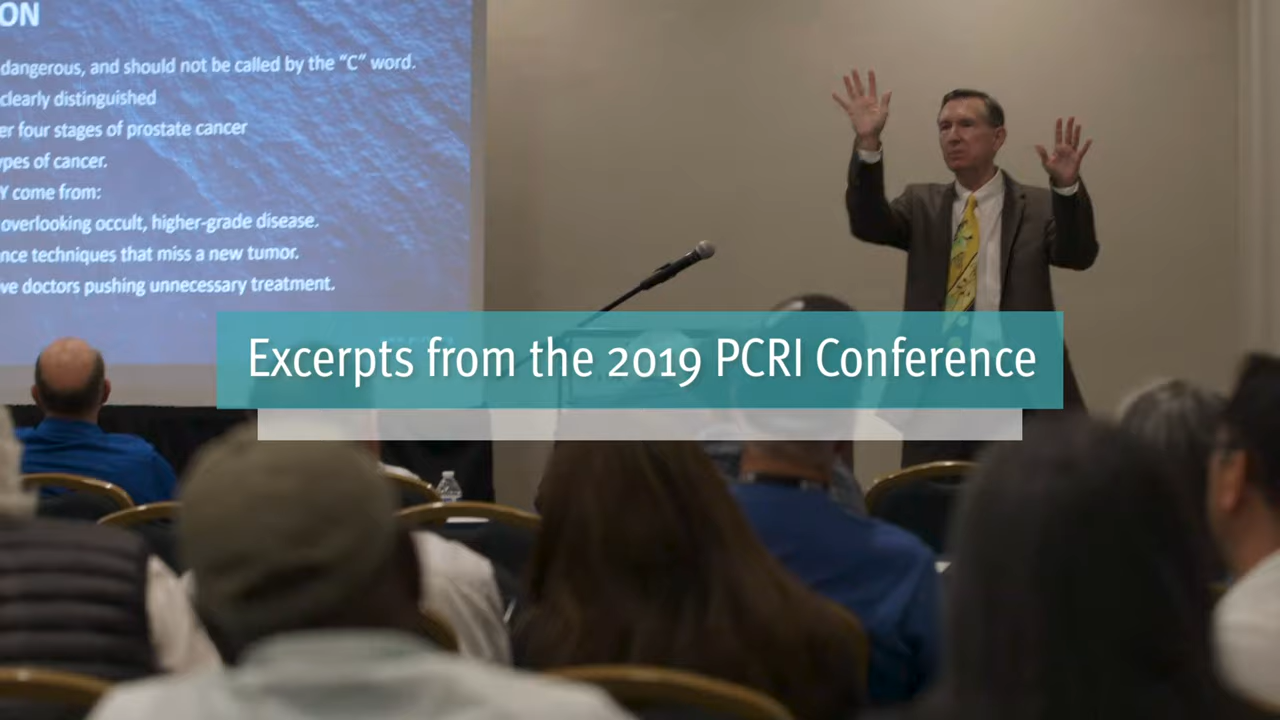 ON
dangerous, and should not be called by the “C” word.
clearly distinguished
er four stages of prostate cancer
ypes of cancer.
Y come from:
overlooking occult, higher-grade disease.
nce techniques that miss a new tumor.
ve doctors pushing unnecessary treatment.
Excerpts from the 2019 PCRI Conference